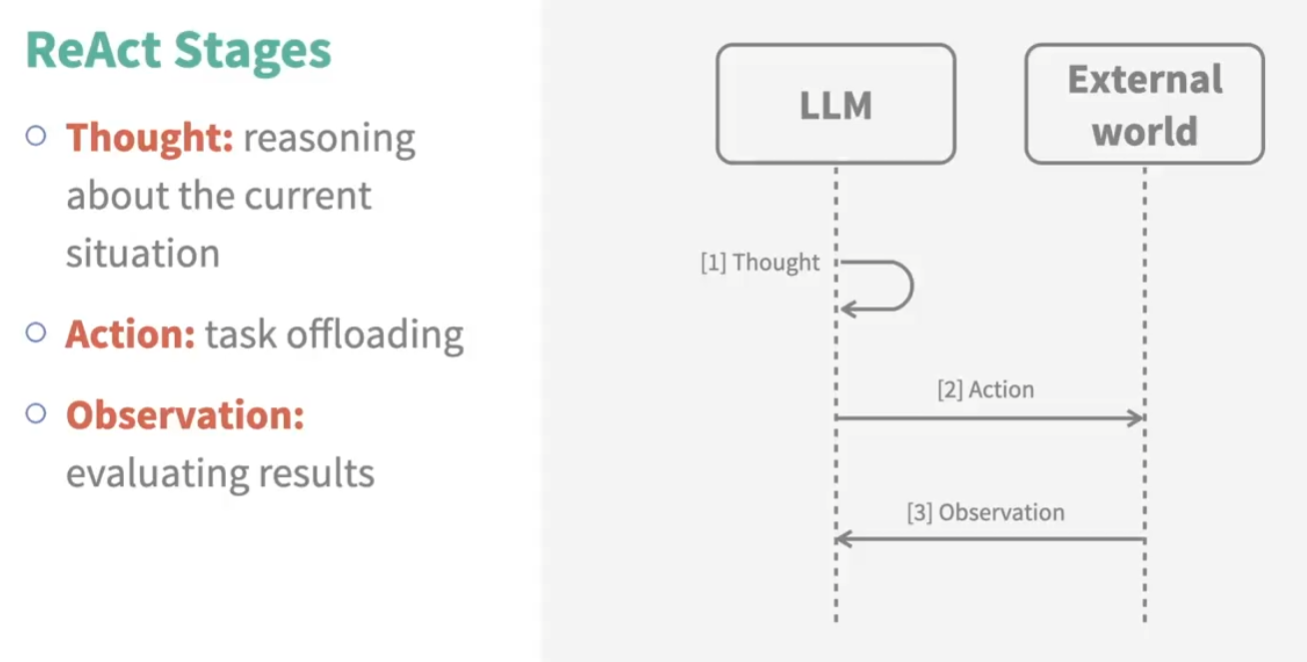 ReAct Stages
Thought: reasoning
about the current
situation
Action: task offloading
Observation:
evaluating results
LLM
External
world
[1] Thought
[2] Action
[3] Observation